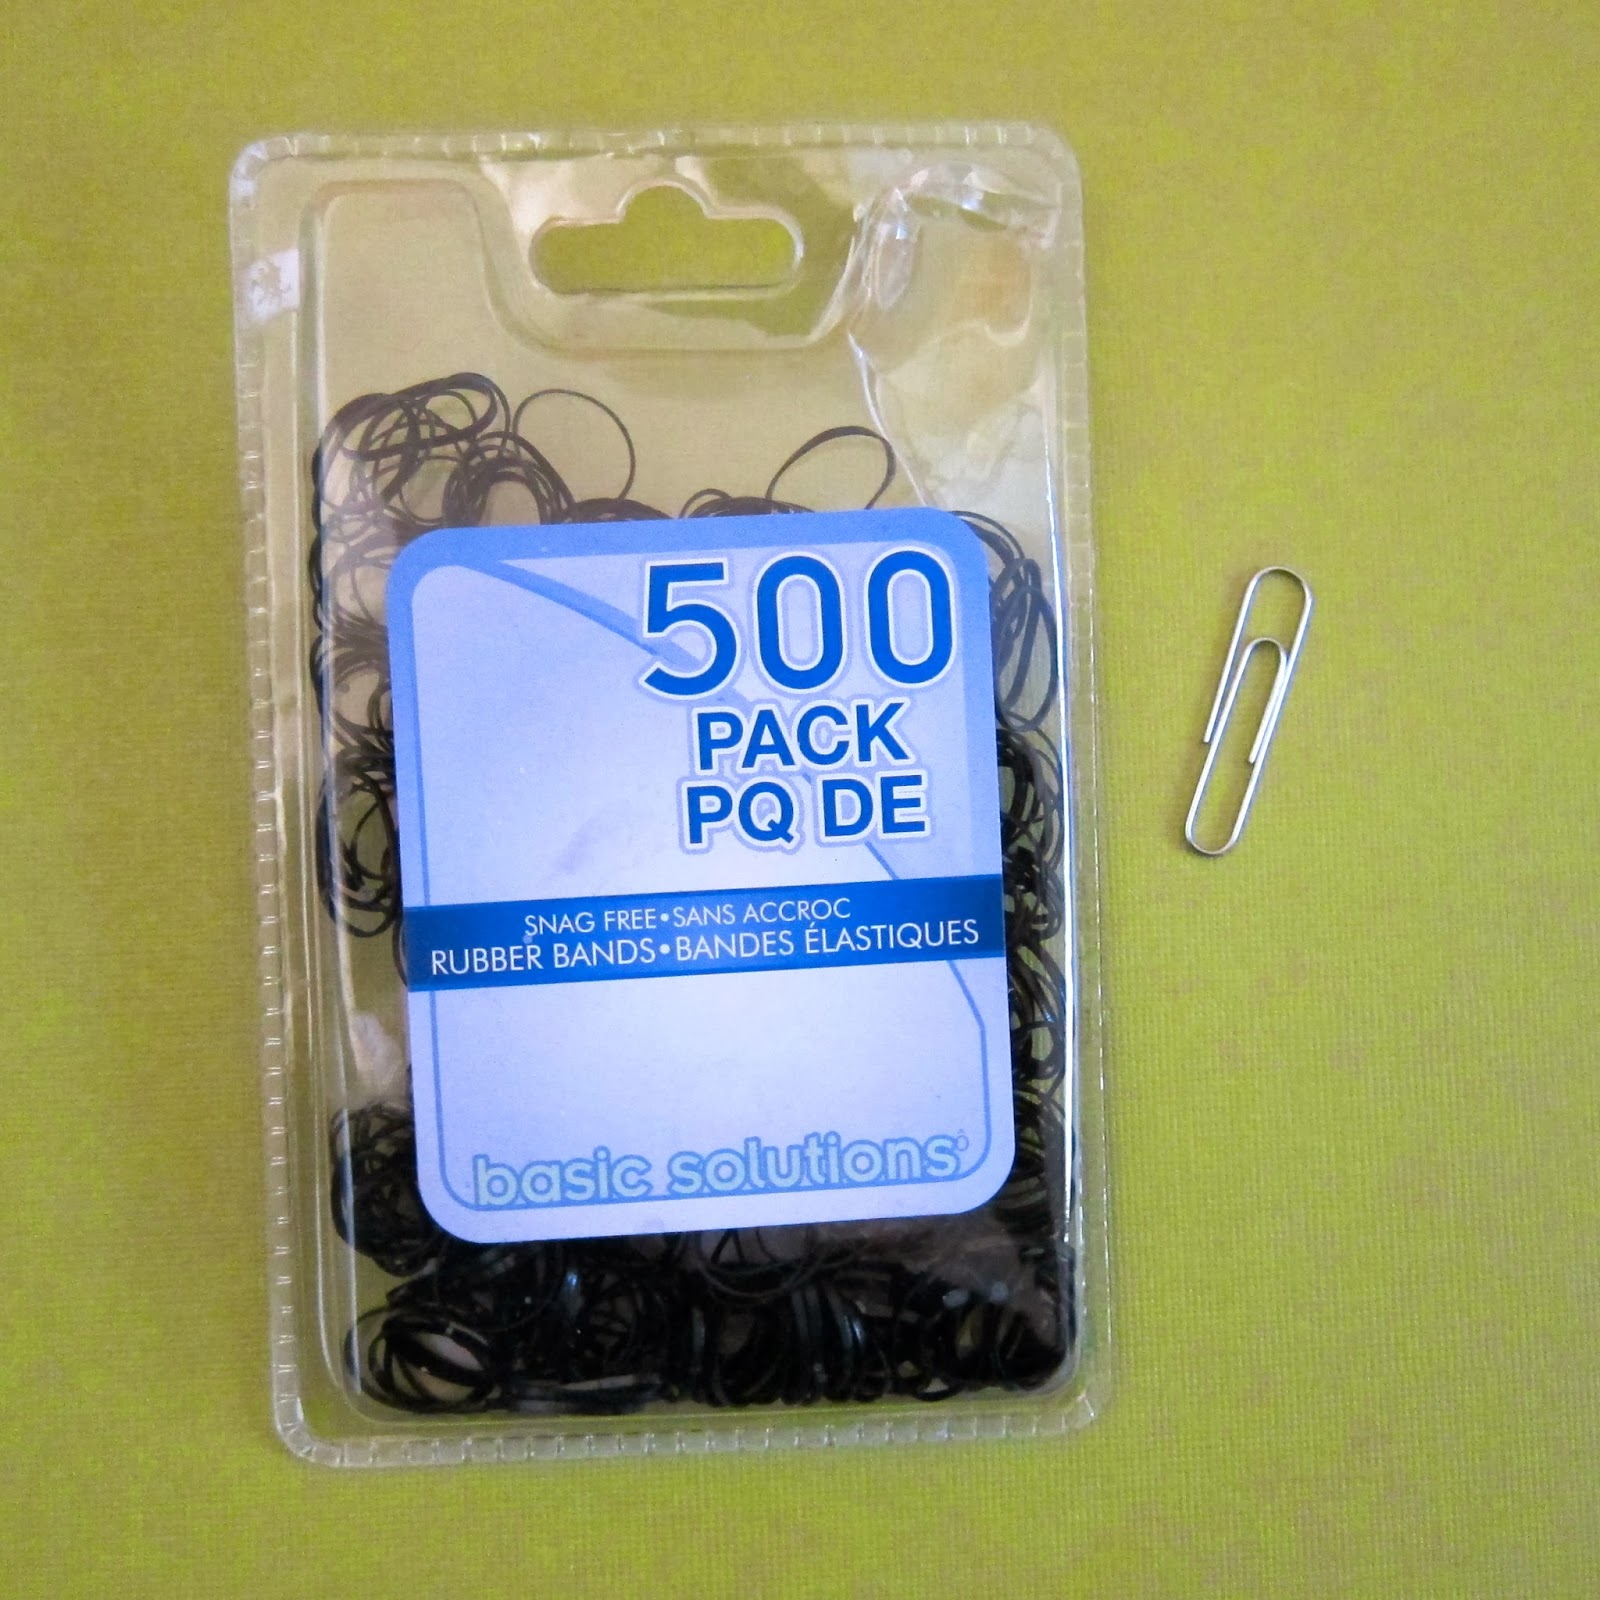 500
PACK
PQ DE
SNAG FREE•SANS ACCROC
RUBBER BANDS•BANDES ÉLASTIQUES
basic solutions